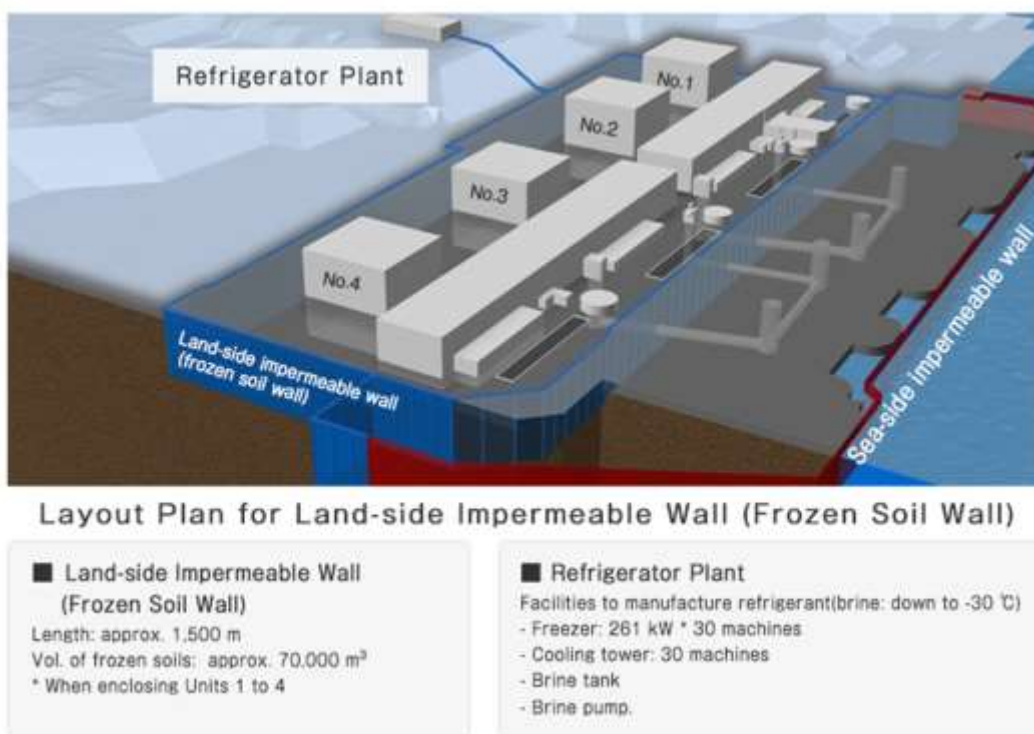 Refrigerator Plant
No.1
No.2
No.3
No.4
Land-side impermeable wall
(frozen soil wall)
Sea-side impermeable wall
Layout Plan for Land-side Impermeable Wall (Frozen Soil Wall)
■ Land-side Impermeable Wall
(Frozen Soil Wall)
Length: approx. 1,500 m
Vol. of frozen soils: approx. 70,000 m³
* When enclosing Units 1 to 4
■ Refrigerator Plant
Facilities to manufacture refrigerant(brine: down to -30 ℃)
- Freezer: 261 kW * 30 machines
- Cooling tower: 30 machines
- Brine tank
- Brine pump.